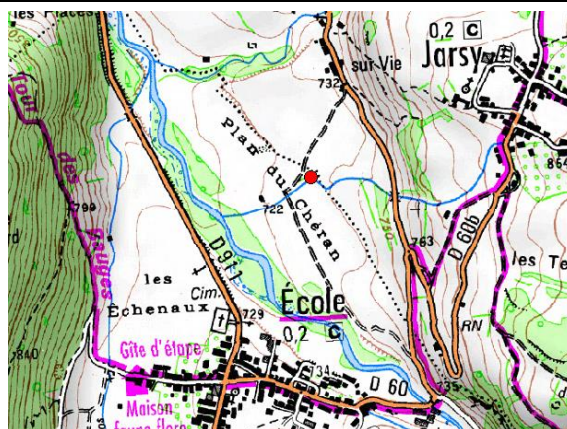 les Places
0,2 C
Jarsy
sur Vie
732
Tour des Bauges
Plan du Chéran
864
799
722
763
D 60b
D 911
les Te
les
Échenaux
Cim.
École
729
0,2 C
RN
840
Gîte d'étape
734
D 60
735
Maison
faune flore